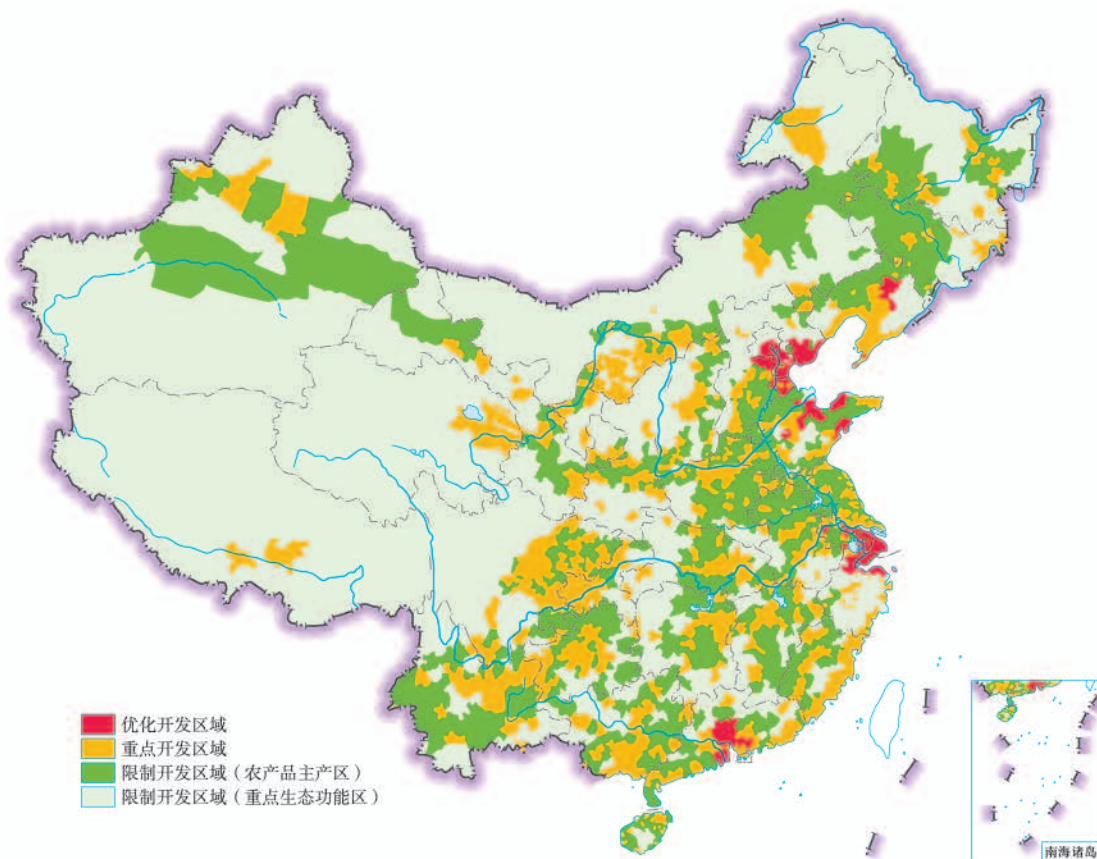 优化开发区域
重点开发区域
限制开发区域（农产品主产区）
限制开发区域（重点生态功能区）
南海诸岛